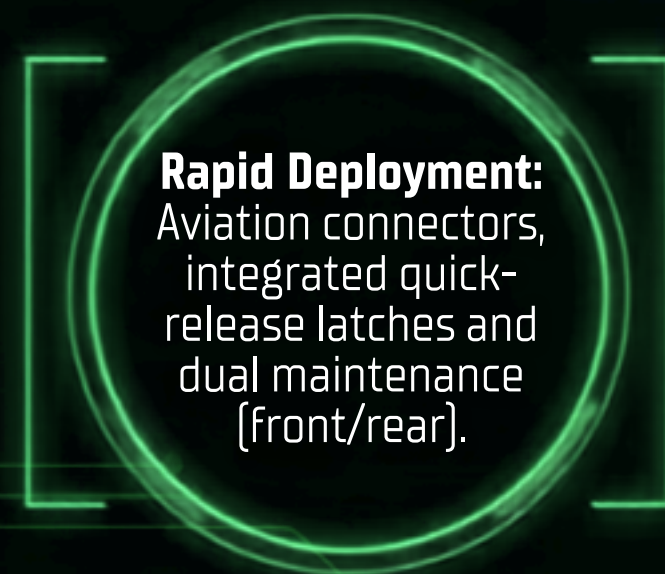 Rapid Deployment:
Aviation connectors,
integrated quick-
release latches and
dual maintenance
(front/rear).